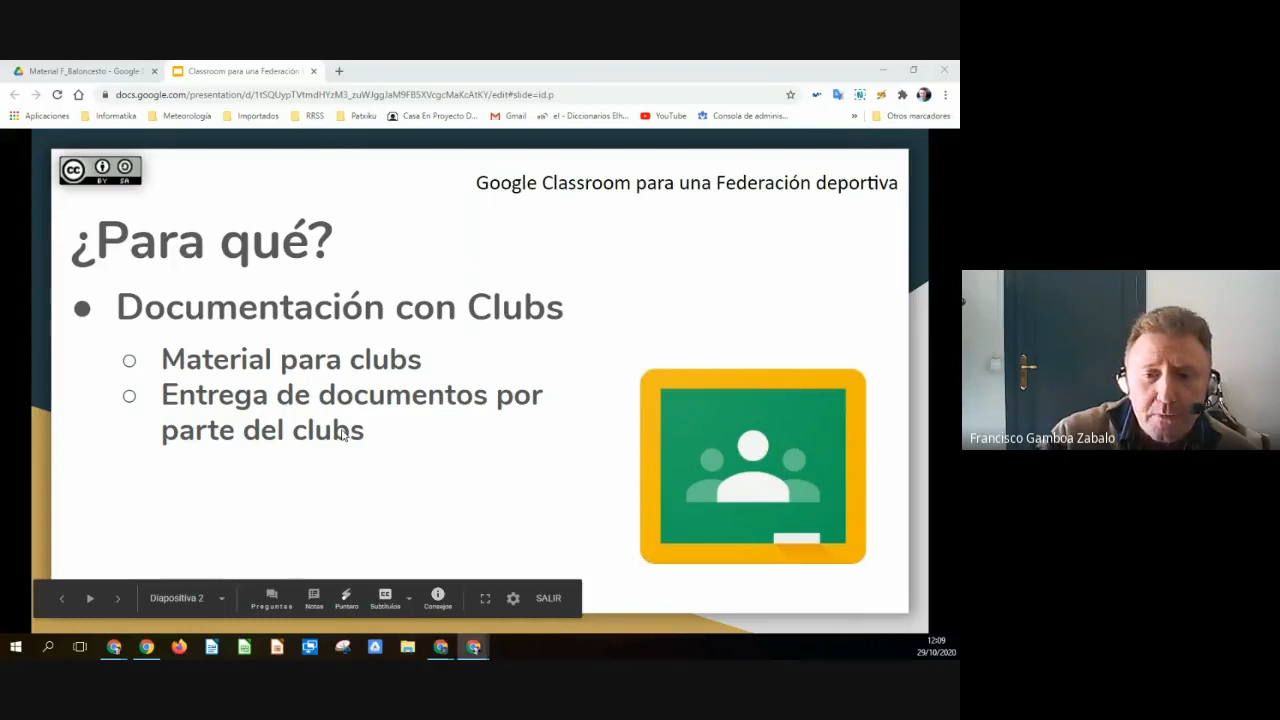 Material F_Baloncesto - Google
Classroom para una Federación
docs.google.com/presentation/d/1tSQUypTVtmdHYzM3_zuWJggJaM9FB5XVcgcMaKcAtKY/edit#slide=id.p
Aplicaciones
Informatika
Meteorología
Importados
RRSS
Patxiku
Casa En Proyecto D...
Gmail
el - Diccionarios Elh...
YouTube
Consola de adminis...
»
Otros marcadores
cc BY SA
Google Classroom para una Federación deportiva
¿Para qué?
● Documentación con Clubs
○ Material para clubs
○ Entrega de documentos por
parte del clubs
Diapositiva 2
Preguntas
Notas
Puntero
Subtítulos
Consejos
SALIR
12:09
29/10/2020
Francisco Gamboa Zabalo